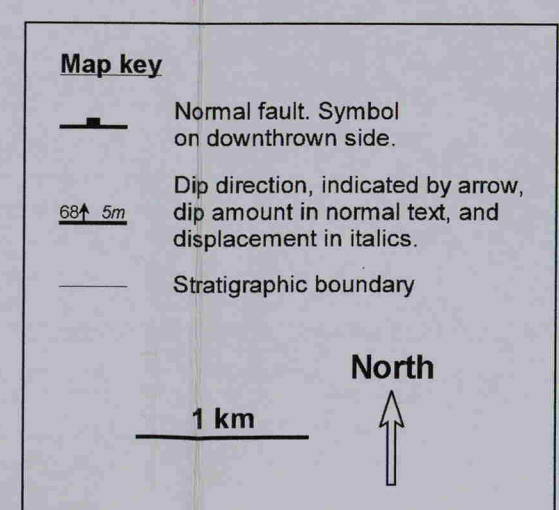 Map key
Normal fault. Symbol
on downthrown side.
Dip direction, indicated by arrow,
68 5m dip amount in normal text, and
displacement in italics.
Stratigraphic boundary
North
1 km